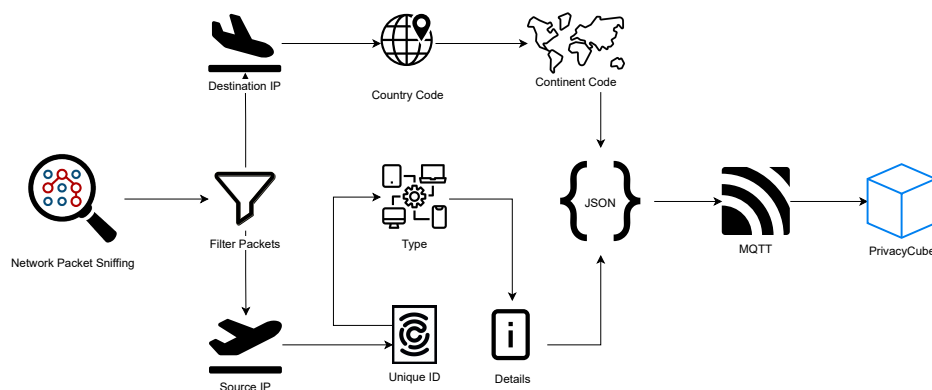 Destination IP
Country Code
Continent Code
Network Packet Sniffing
Filter Packets
Type
JSON
MQTT
PrivacyCube
Source IP
Unique ID
Details